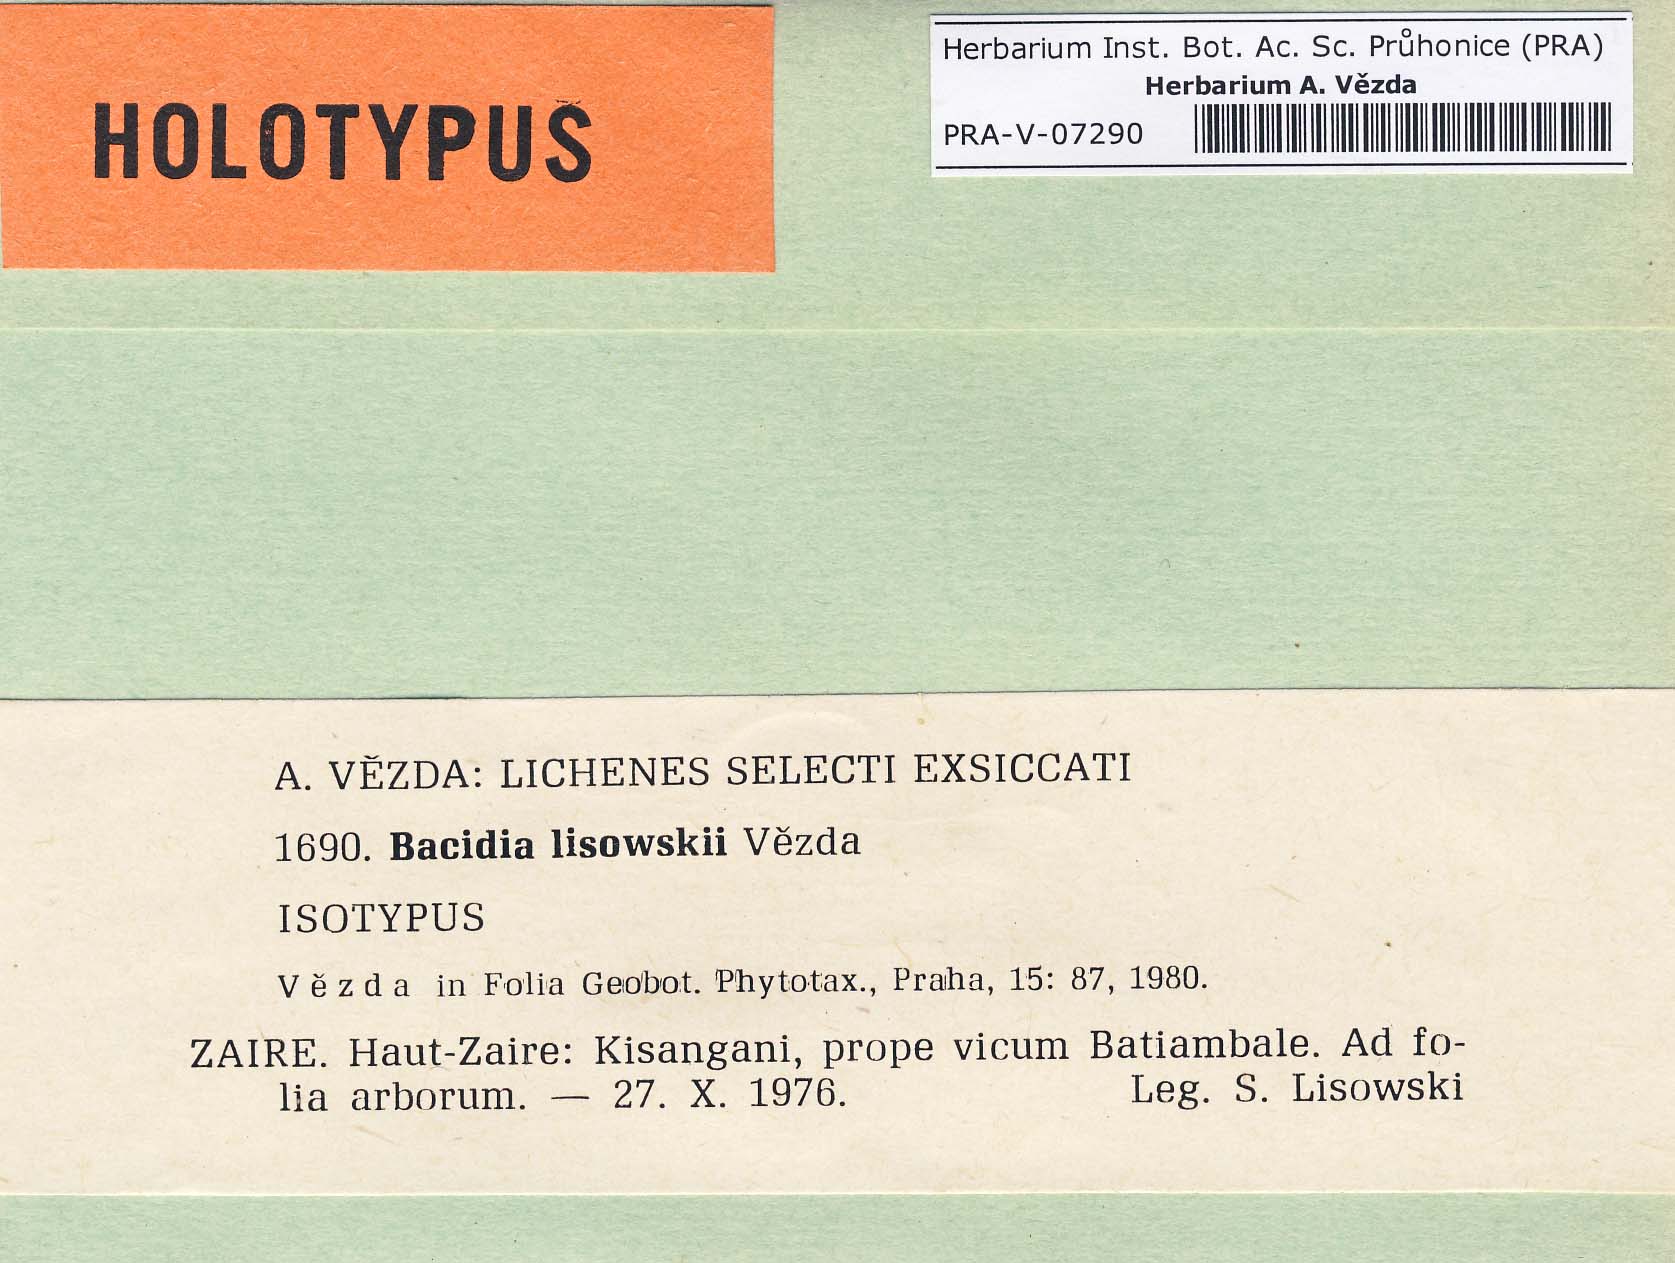 HOLOTYPUS
Herbarium Inst. Bot. Ac. Sc. Průhonice (PRA)
Herbarium A. Vězda
PRA-V-07290
A. VĚZDA: LICHENES SELECTI EXSICCATI
1690. Bacidia lisowskii Vězda
ISOTYPUS
Vězda in Folia Geobot. Phytotax., Praha, 15: 87, 1980.
ZAIRE. Haut-Zaire: Kisangani, prope vicum Batiambale. Ad fo-
lia arborum. — 27. X. 1976. Leg. S. Lisowski